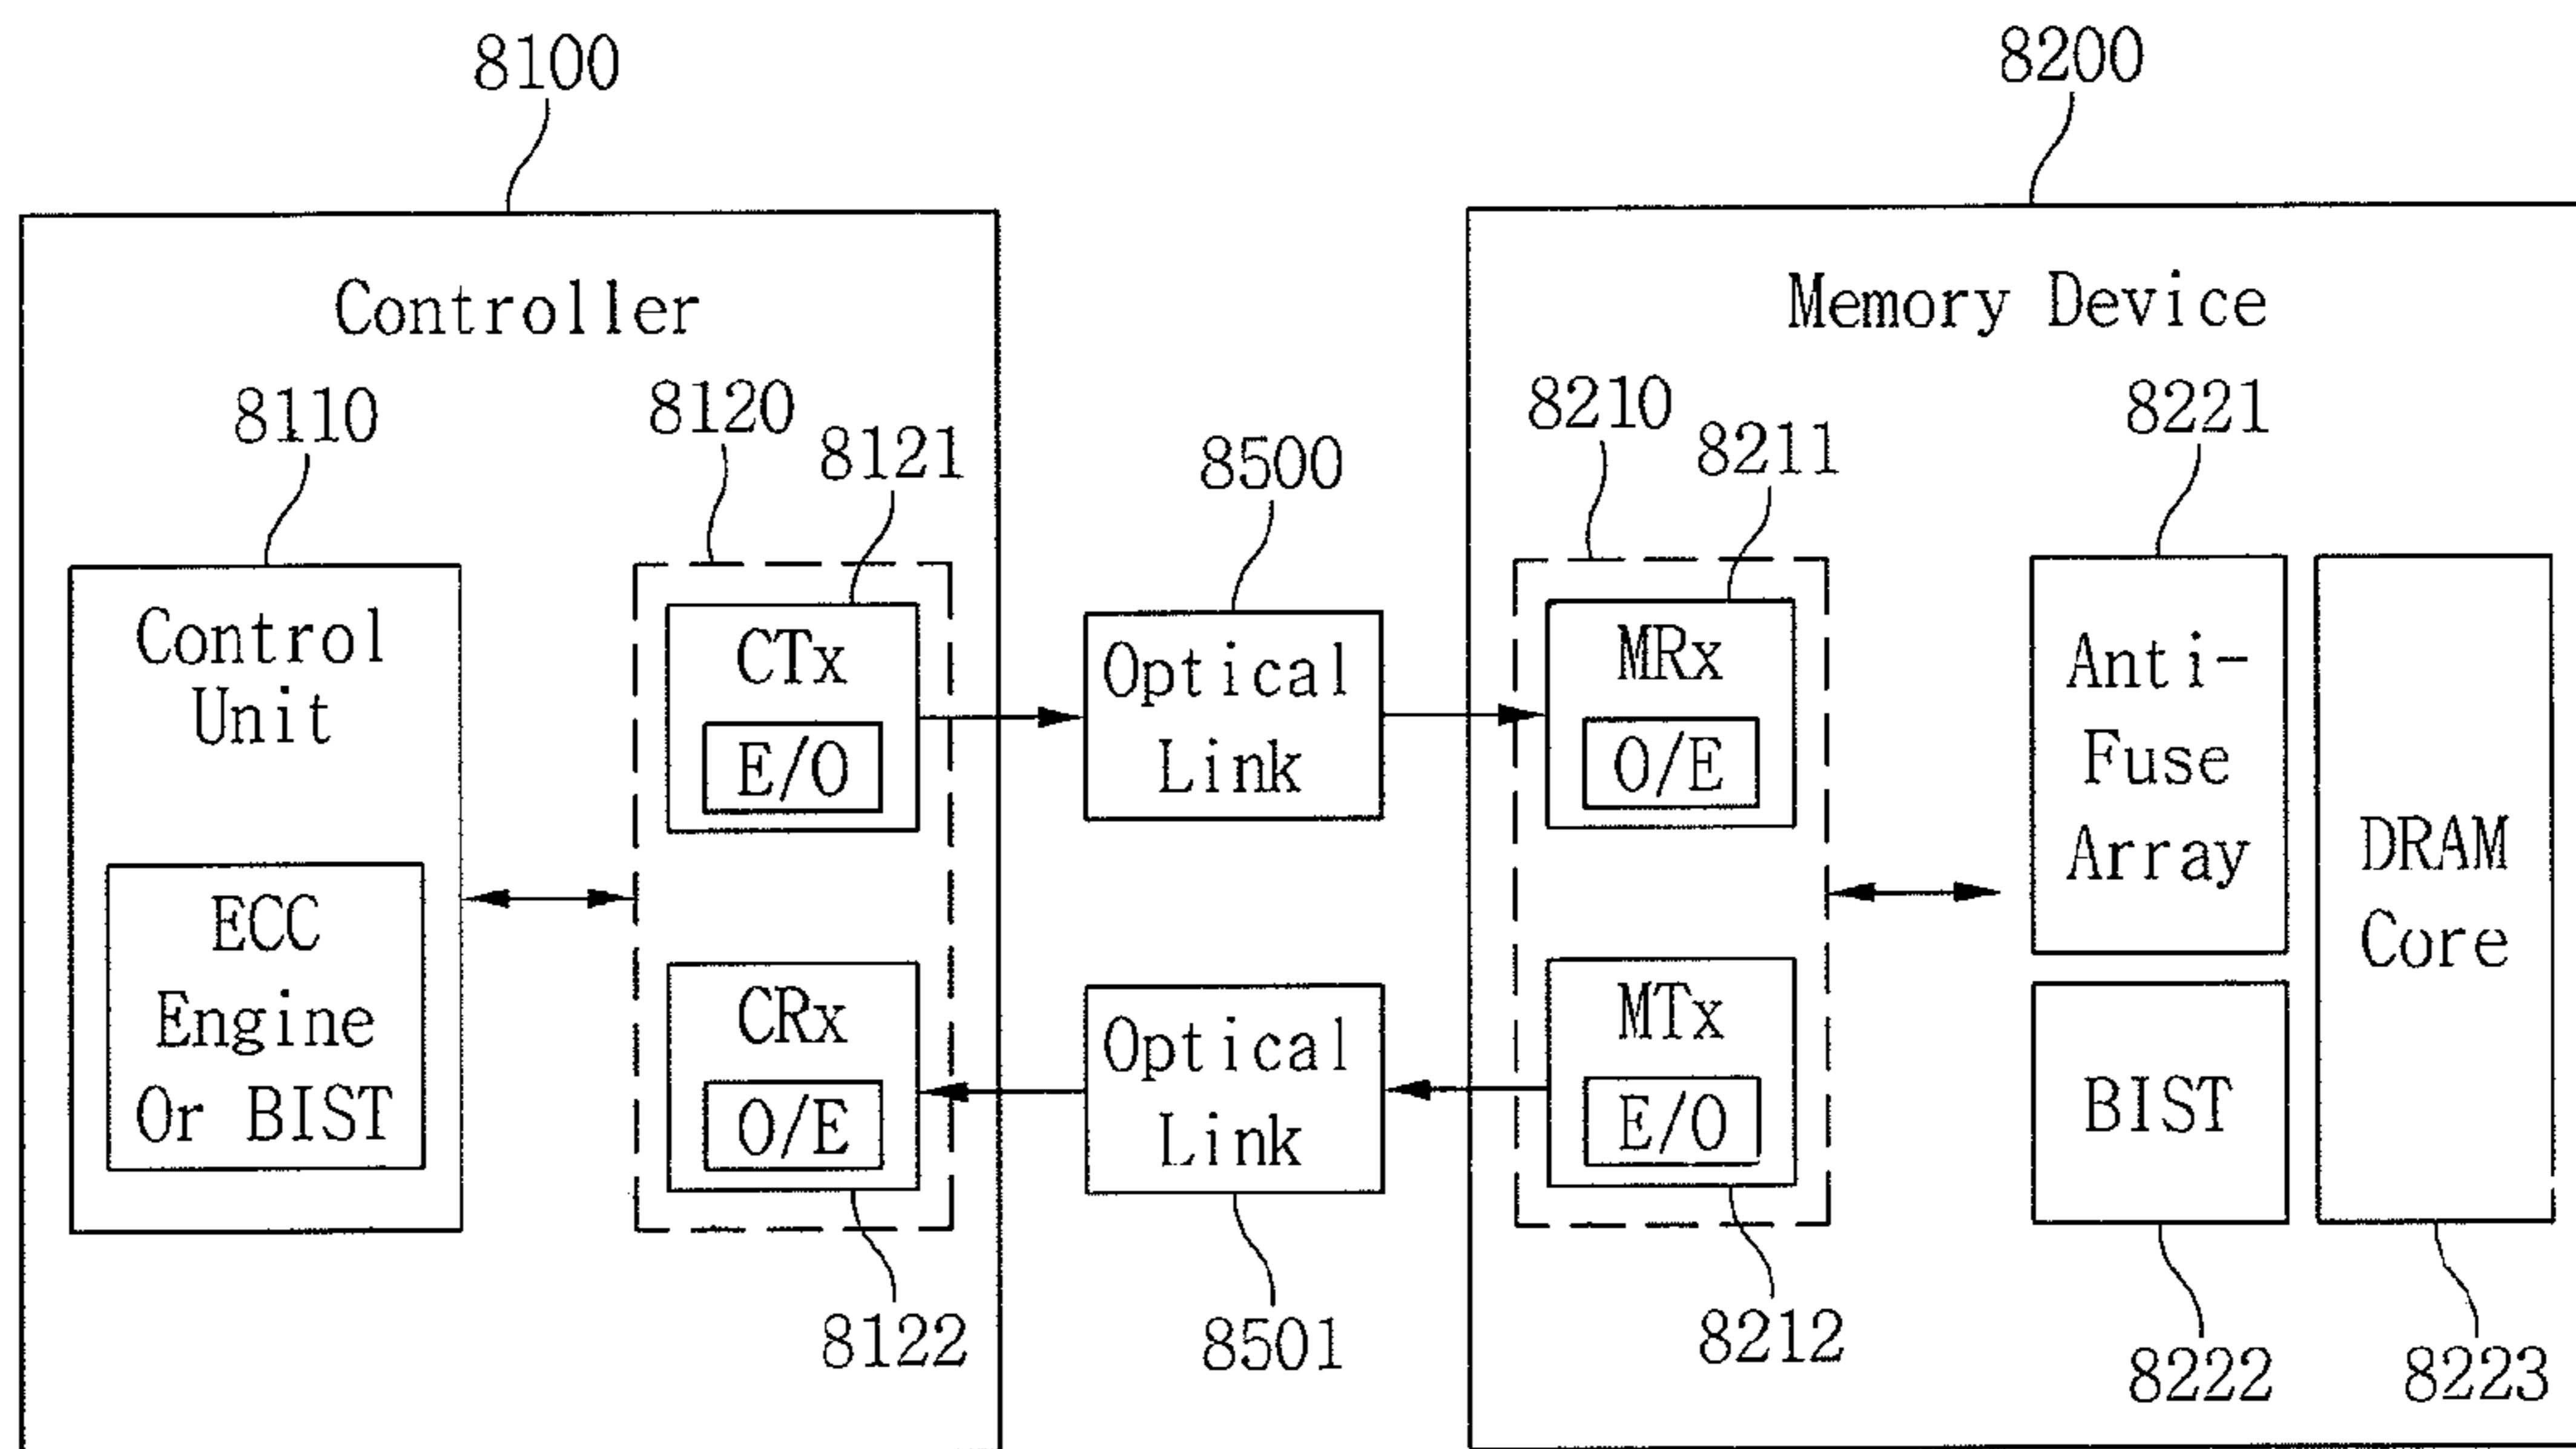 8100
8200
Controller
Memory Device
8110
8120
8121
8500
8210
8211
8221
Control
Unit
ECC
Engine
Or BIST
CTx
E/O
CRx
O/E
Optical
Link
Optical
Link
MRx
O/E
MTx
E/O
Anti-
Fuse
Array
BIST
DRAM
Core
8122
8501
8212
8222
8223